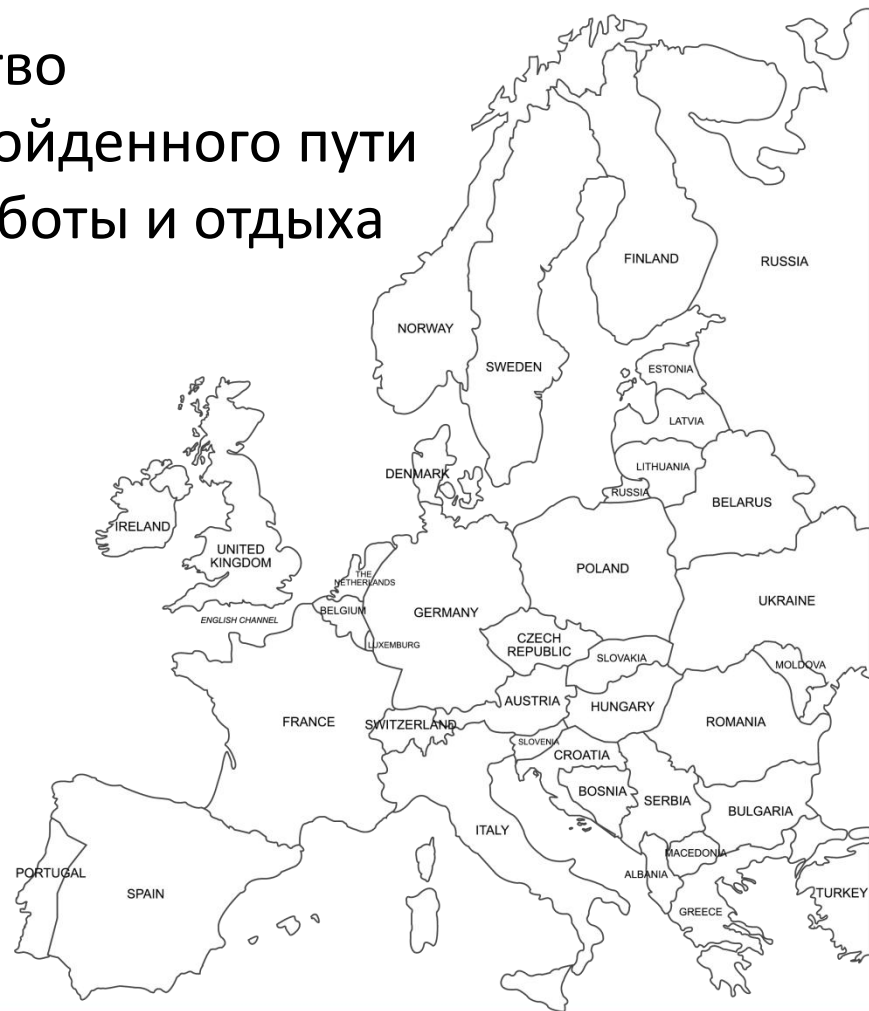 тво
ойденного пути
боты и отдыха
FINLAND
RUSSIA
NORWAY
SWEDEN
ESTONIA
LATVIA
LITHUANIA
RUSSIA
DENMARK
BELARUS
IRELAND
UNITED
KINGDOM
THE
NETHERLANDS
POLAND
UKRAINE
BELGIUM
GERMANY
ENGLISH CHANNEL
LUXEMBURG
CZECH
REPUBLIC
SLOVAKIA
MOLDOVA
AUSTRIA
HUNGARY
FRANCE
SWITZERLAND
ROMANIA
SLOVENIA
CROATIA
BOSNIA
SERBIA
BULGARIA
ITALY
MACEDONIA
ALBANIA
PORTUGAL
SPAIN
GREECE
TURKEY